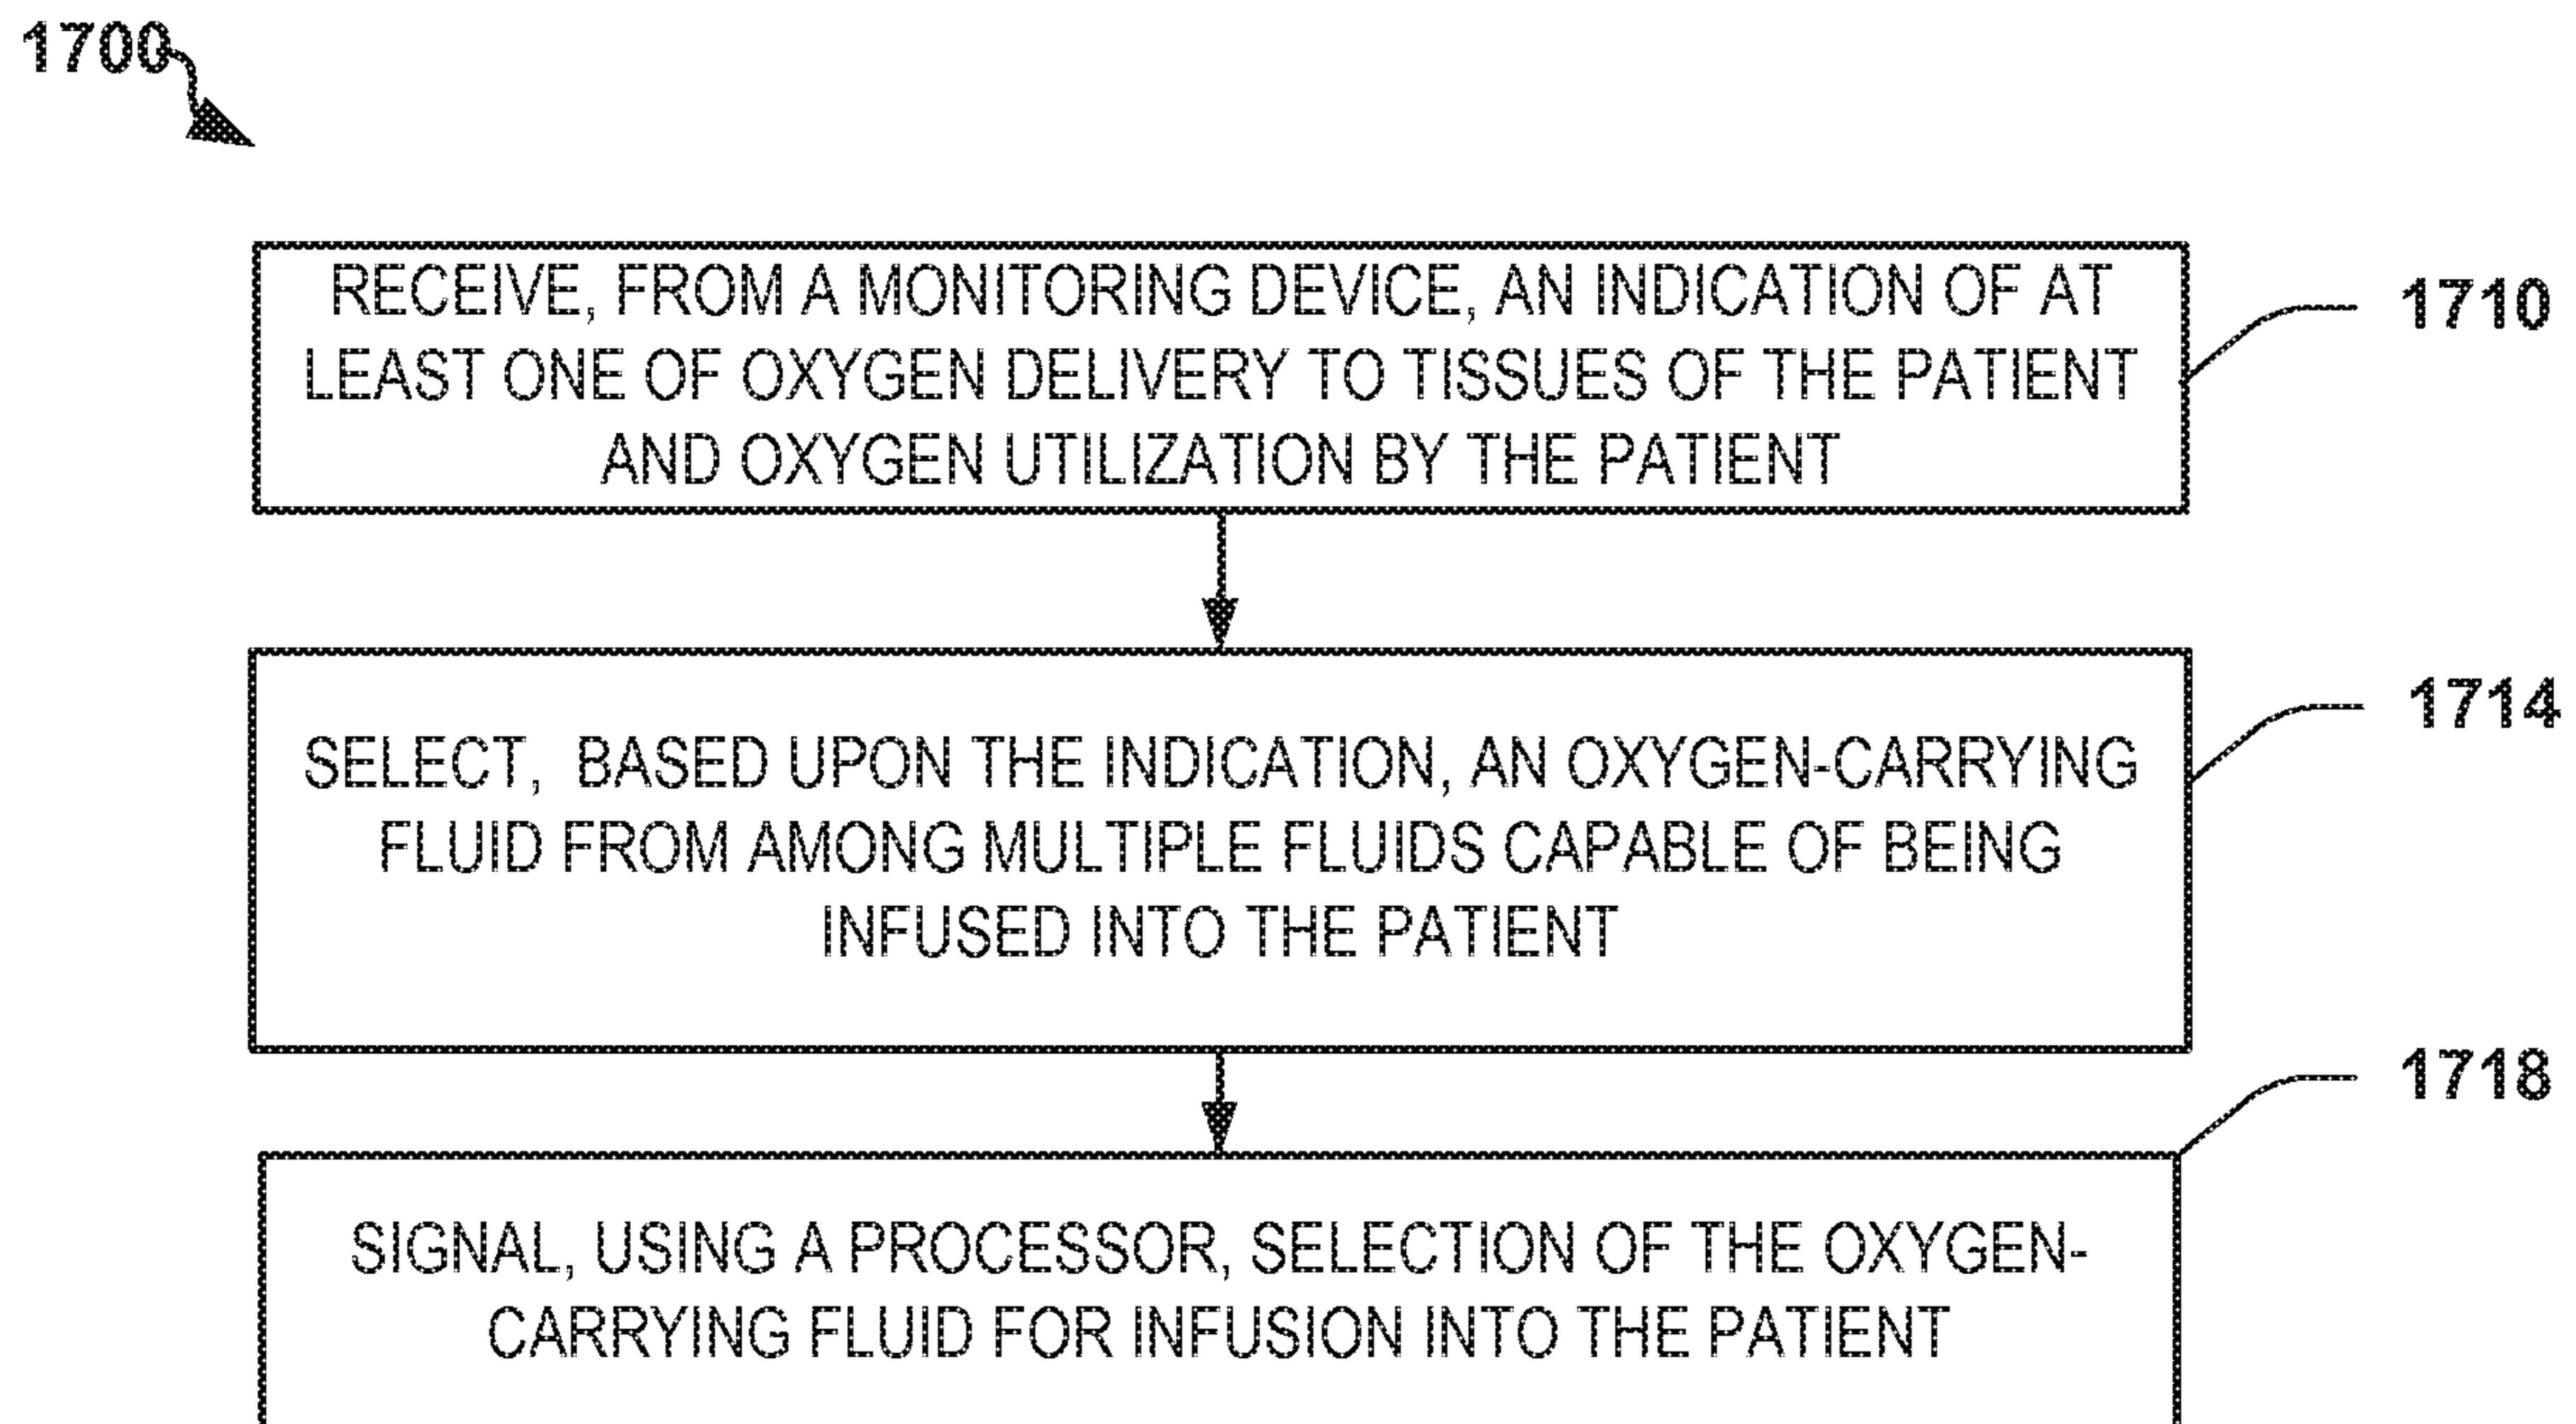 1700
RECEIVE, FROM A MONITORING DEVICE, AN INDICATION OF AT
LEAST ONE OF OXYGEN DELIVERY TO TISSUES OF THE PATIENT
AND OXYGEN UTILIZATION BY THE PATIENT
1710
SELECT, BASED UPON THE INDICATION, AN OXYGEN-CARRYING
FLUID FROM AMONG MULTIPLE FLUIDS CAPABLE OF BEING
INFUSED INTO THE PATIENT
1714
SIGNAL, USING A PROCESSOR, SELECTION OF THE OXYGEN-
CARRYING FLUID FOR INFUSION INTO THE PATIENT
1718